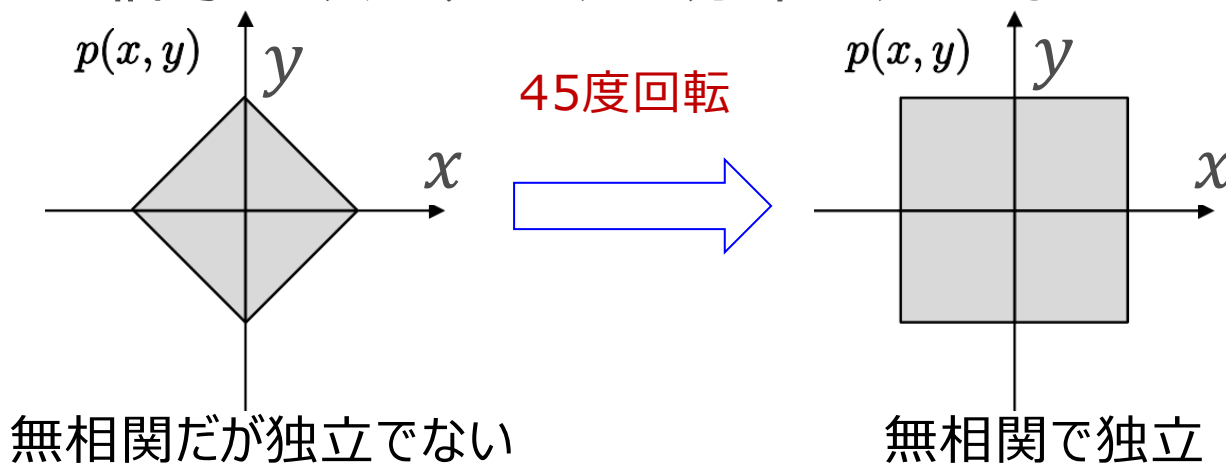 p(x, y)
y
x
無相関だが独立でない
45度回転
p(x, y)
y
x
無相関で独立